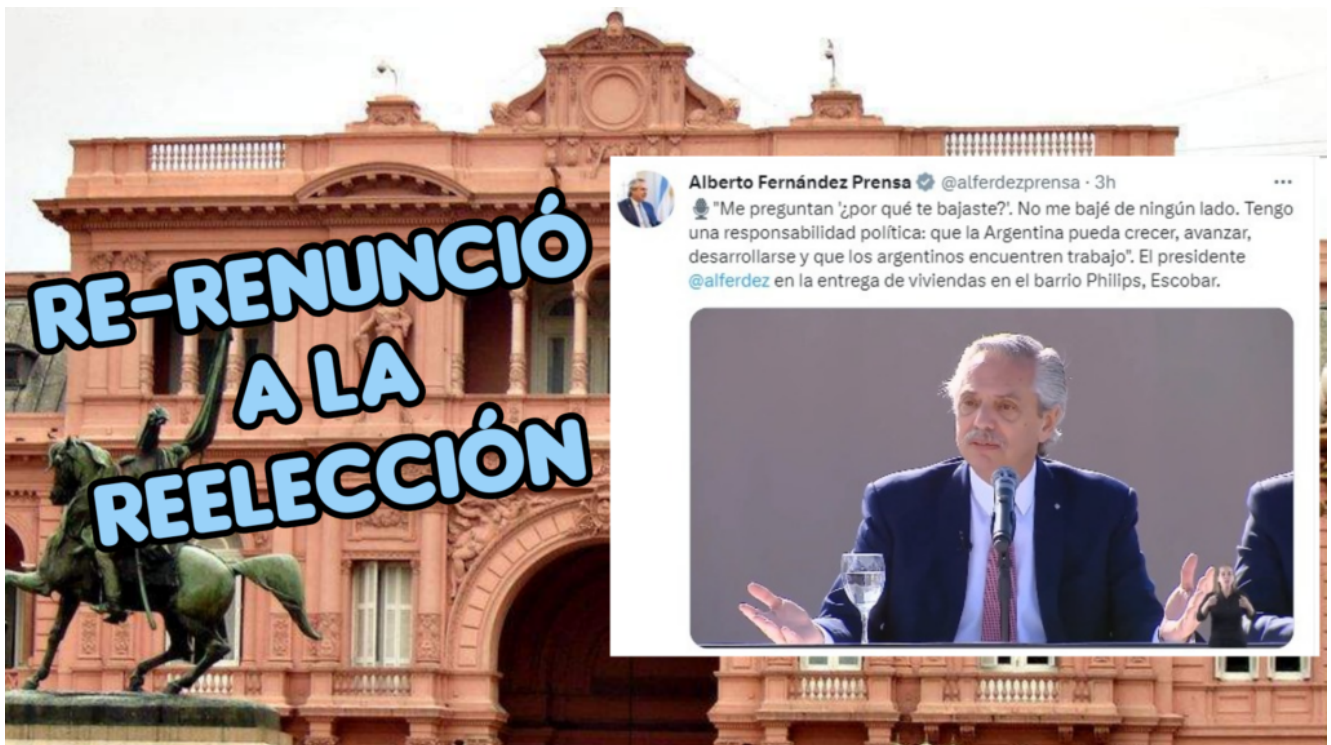 RE-RENUNCIÓ
A LA
REELECCIÓN
Alberto Fernández Prensa @alferdezprensa · 3h
"Me preguntan '¿por qué te bajaste?'. No me bajé de ningún lado. Tengo
una responsabilidad política: que la Argentina pueda crecer, avanzar,
desarrollarse y que los argentinos encuentren trabajo". El presidente
@alferdez en la entrega de viviendas en el barrio Philips, Escobar.